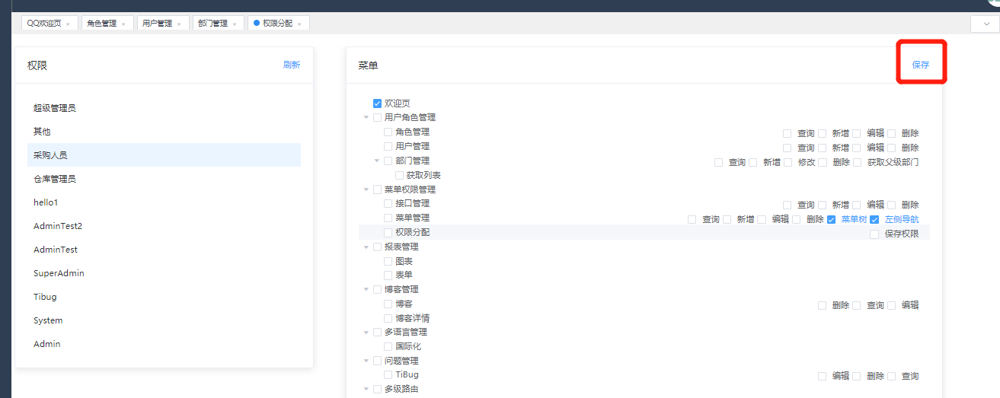 QQ欢迎页 × 角色管理 × 用户管理 × 部门管理 × 权限分配 ×
权限 刷新
超级管理员
其他
采购人员
仓库管理员
hello1
AdminTest2
AdminTest
SuperAdmin
Tibug
System
Admin
菜单 保存
欢迎页
用户角色管理
角色管理 查询 新增 编辑 删除
用户管理 查询 新增 编辑 删除
部门管理 查询 新增 修改 删除 获取父级部门
获取列表
菜单权限管理
接口管理 查询 新增 编辑 删除
菜单管理 查询 新增 编辑 删除 菜单树 左侧导航
权限分配 保存权限
报表管理
图表
表单
博客管理
博客 删除 查询 编辑
博客详情
多语言管理
国际化
问题管理
TiBug 编辑 删除 查询
多级路由